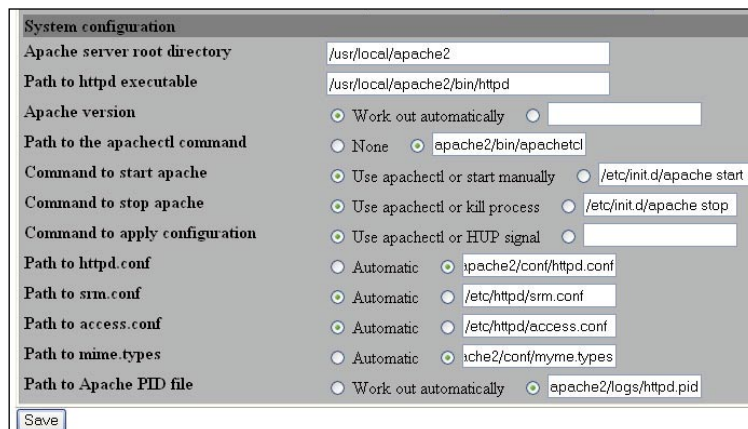 System configuration
Apache server root directory /usr/local/apache2
Path to httpd executable /usr/local/apache2/bin/httpd
Apache version Work out automatically
Path to the apachectl command None apache2/bin/apachetcl
Command to start apache Use apachectl or start manually /etc/init.d/apache start
Command to stop apache Use apachectl or kill process /etc/init.d/apache stop
Command to apply configuration Use apachectl or HUP signal
Path to httpd.conf Automatic apache2/conf/httpd.conf
Path to srm.conf Automatic /etc/httpd/srm.conf
Path to access.conf Automatic /etc/httpd/access.conf
Path to mime.types Automatic ache2/conf/myme.types
Path to Apache PID file Work out automatically apache2/logs/httpd.pid
Save